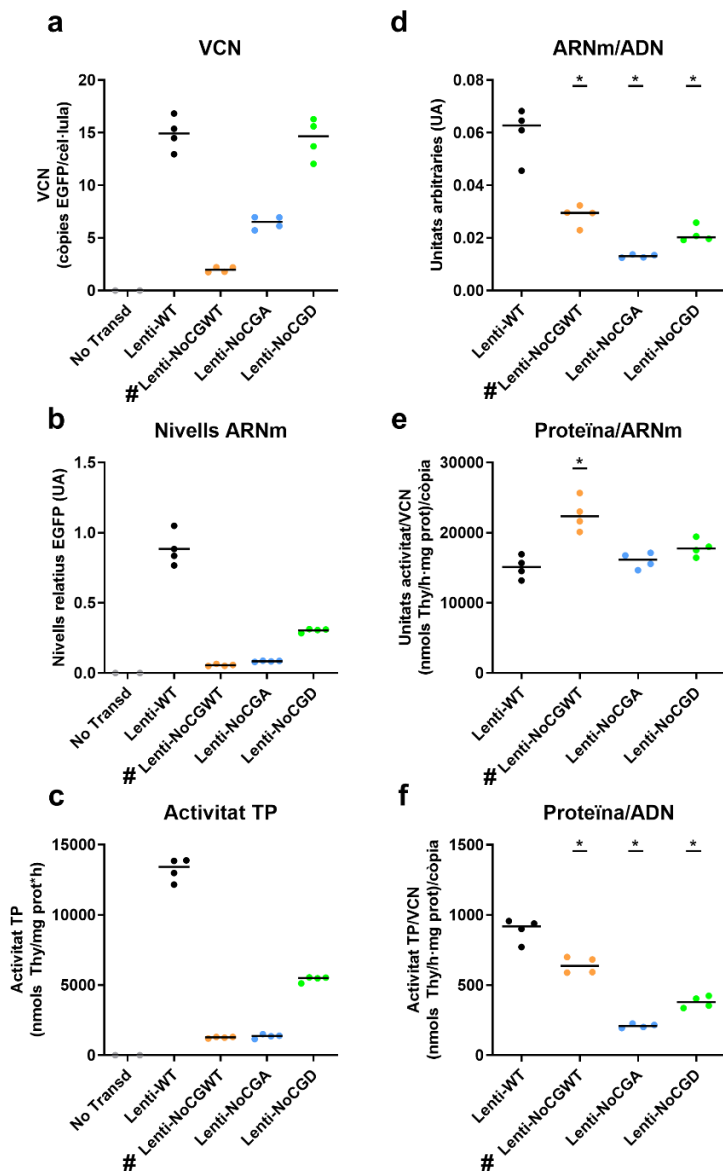 a
VCN
VCN
(còpies EGFP/cèl·lula)
20
15
10
5
0
No Transd
Lenti-WT
# Lenti-NoCGWT
Lenti-NoCGA
Lenti-NoCGD
d
ARNm/ADN
* * *
Unitats arbitràries (UA)
0.08
0.06
0.04
0.02
0.00
Lenti-WT
# Lenti-NoCGWT
Lenti-NoCGA
Lenti-NoCGD
b
Nivells ARNm
Nivells relatius EGFP (UA)
1.5
1.0
0.5
0.0
No Transd
Lenti-WT
# Lenti-NoCGWT
Lenti-NoCGA
Lenti-NoCGD
e
Proteïna/ARNm
*
Unitats activitat/VCN
(nmols Thy/h·mg prot)/còpia
30000
20000
10000
0
Lenti-WT
# Lenti-NoCGWT
Lenti-NoCGA
Lenti-NoCGD
c
Activitat TP
Activitat TP
(nmols Thy/mg prot*h)
15000
10000
5000
0
No Transd
Lenti-WT
# Lenti-NoCGWT
Lenti-NoCGA
Lenti-NoCGD
f
Proteïna/ADN
* * *
Activitat TP/VCN
(nmols Thy/h·mg prot)/còpia
1500
1000
500
0
Lenti-WT
# Lenti-NoCGWT
Lenti-NoCGA
Lenti-NoCGD